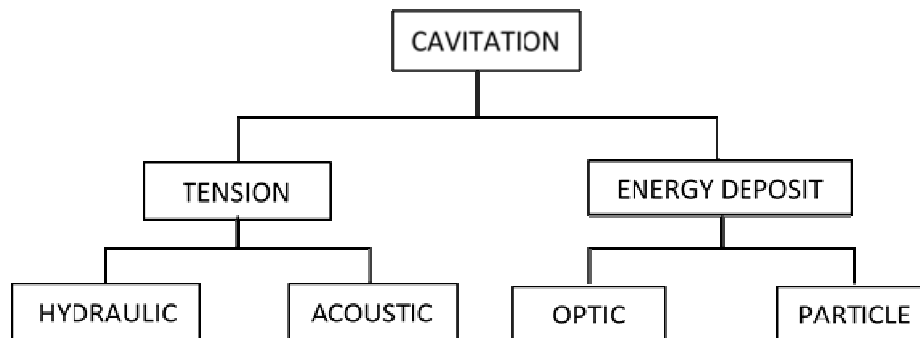 CAVITATION
TENSION
ENERGY DEPOSIT
HYDRAULIC
ACOUSTIC
OPTIC
PARTICLE